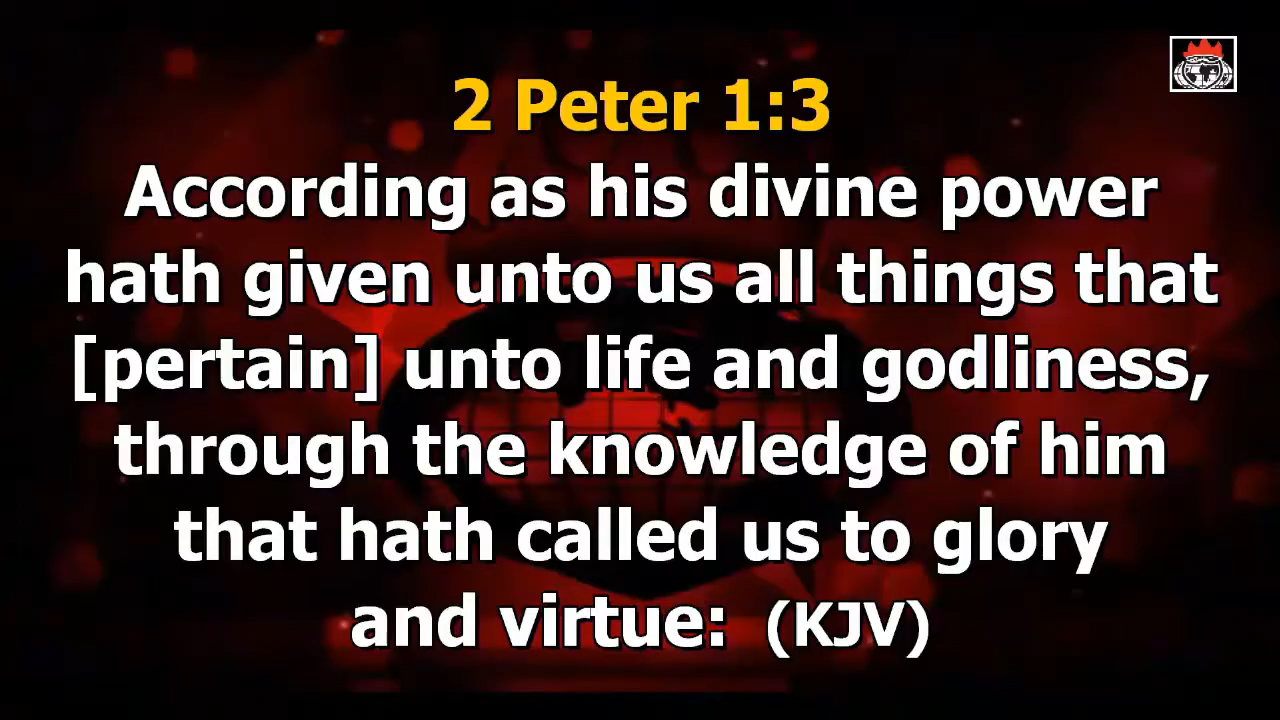 2 Peter 1:3
According as his divine power
hath given unto us all things that
[pertain] unto life and godliness,
through the knowledge of him
that hath called us to glory
and virtue: (KJV)